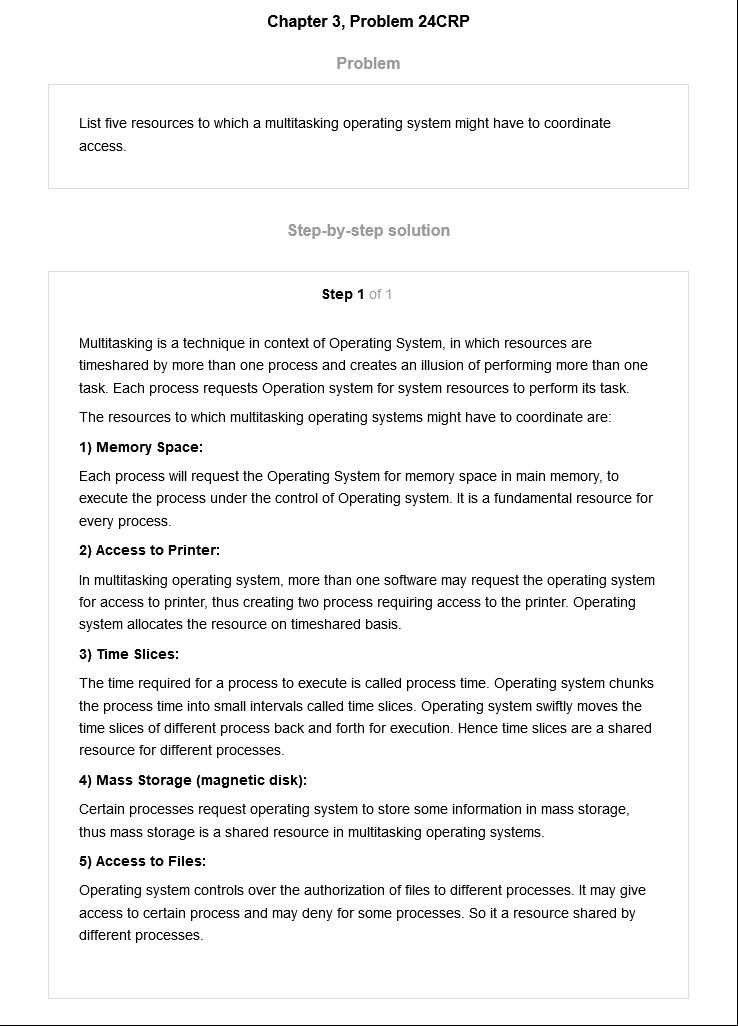 Chapter 3, Problem 24CRP
Problem
List five resources to which a multitasking operating system might have to coordinate
access.
Step-by-step solution
Step 1 of 1
Multitasking is a technique in context of Operating System, in which resources are
timeshared by more than one process and creates an illusion of performing more than one
task. Each process requests Operation system for system resources to perform its task.
The resources to which multitasking operating systems might have to coordinate are:
1) Memory Space:
Each process will request the Operating System for memory space in main memory, to
execute the process under the control of Operating system. It is a fundamental resource for
every process.
2) Access to Printer:
In multitasking operating system, more than one software may request the operating system
for access to printer, thus creating two process requiring access to the printer. Operating
system allocates the resource on timeshared basis.
3) Time Slices:
The time required for a process to execute is called process time. Operating system chunks
the process time into small intervals called time slices. Operating system swiftly moves the
time slices of different process back and forth for execution. Hence time slices are a shared
resource for different processes.
4) Mass Storage (magnetic disk):
Certain processes request operating system to store some information in mass storage,
thus mass storage is a shared resource in multitasking operating systems.
5) Access to Files:
Operating system controls over the authorization of files to different processes. It may give
access to certain process and may deny for some processes. So it a resource shared by
different processes.